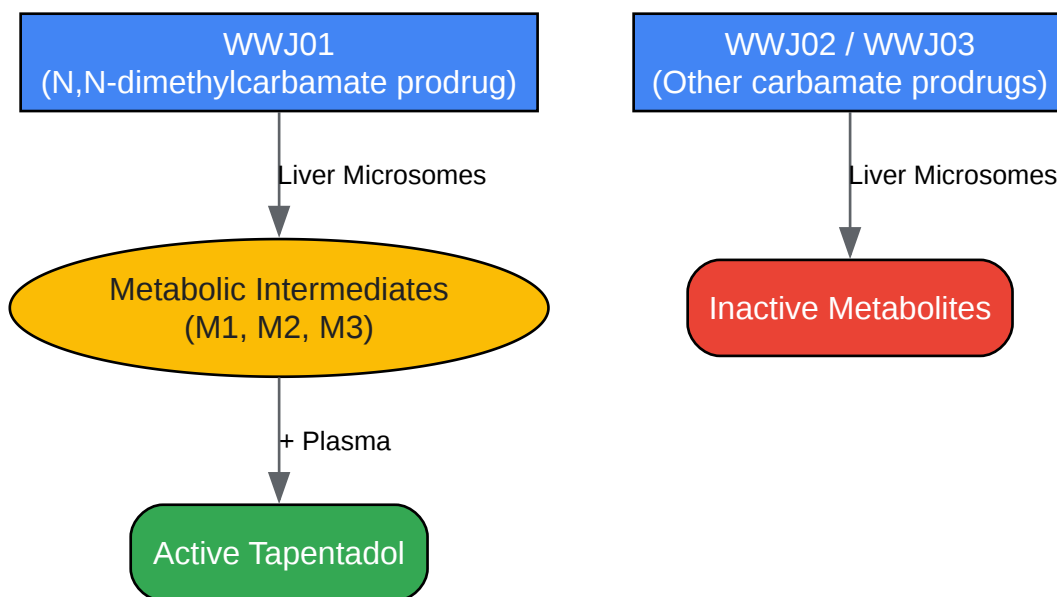 WWJ01
(N,N-dimethylcarbamate prodrug)
WWJ02 / WWJ03
(Other carbamate prodrugs)
Liver Microsomes
Liver Microsomes
Metabolic Intermediates
(M1, M2, M3)
Inactive Metabolites
+ Plasma
Active Tapentadol